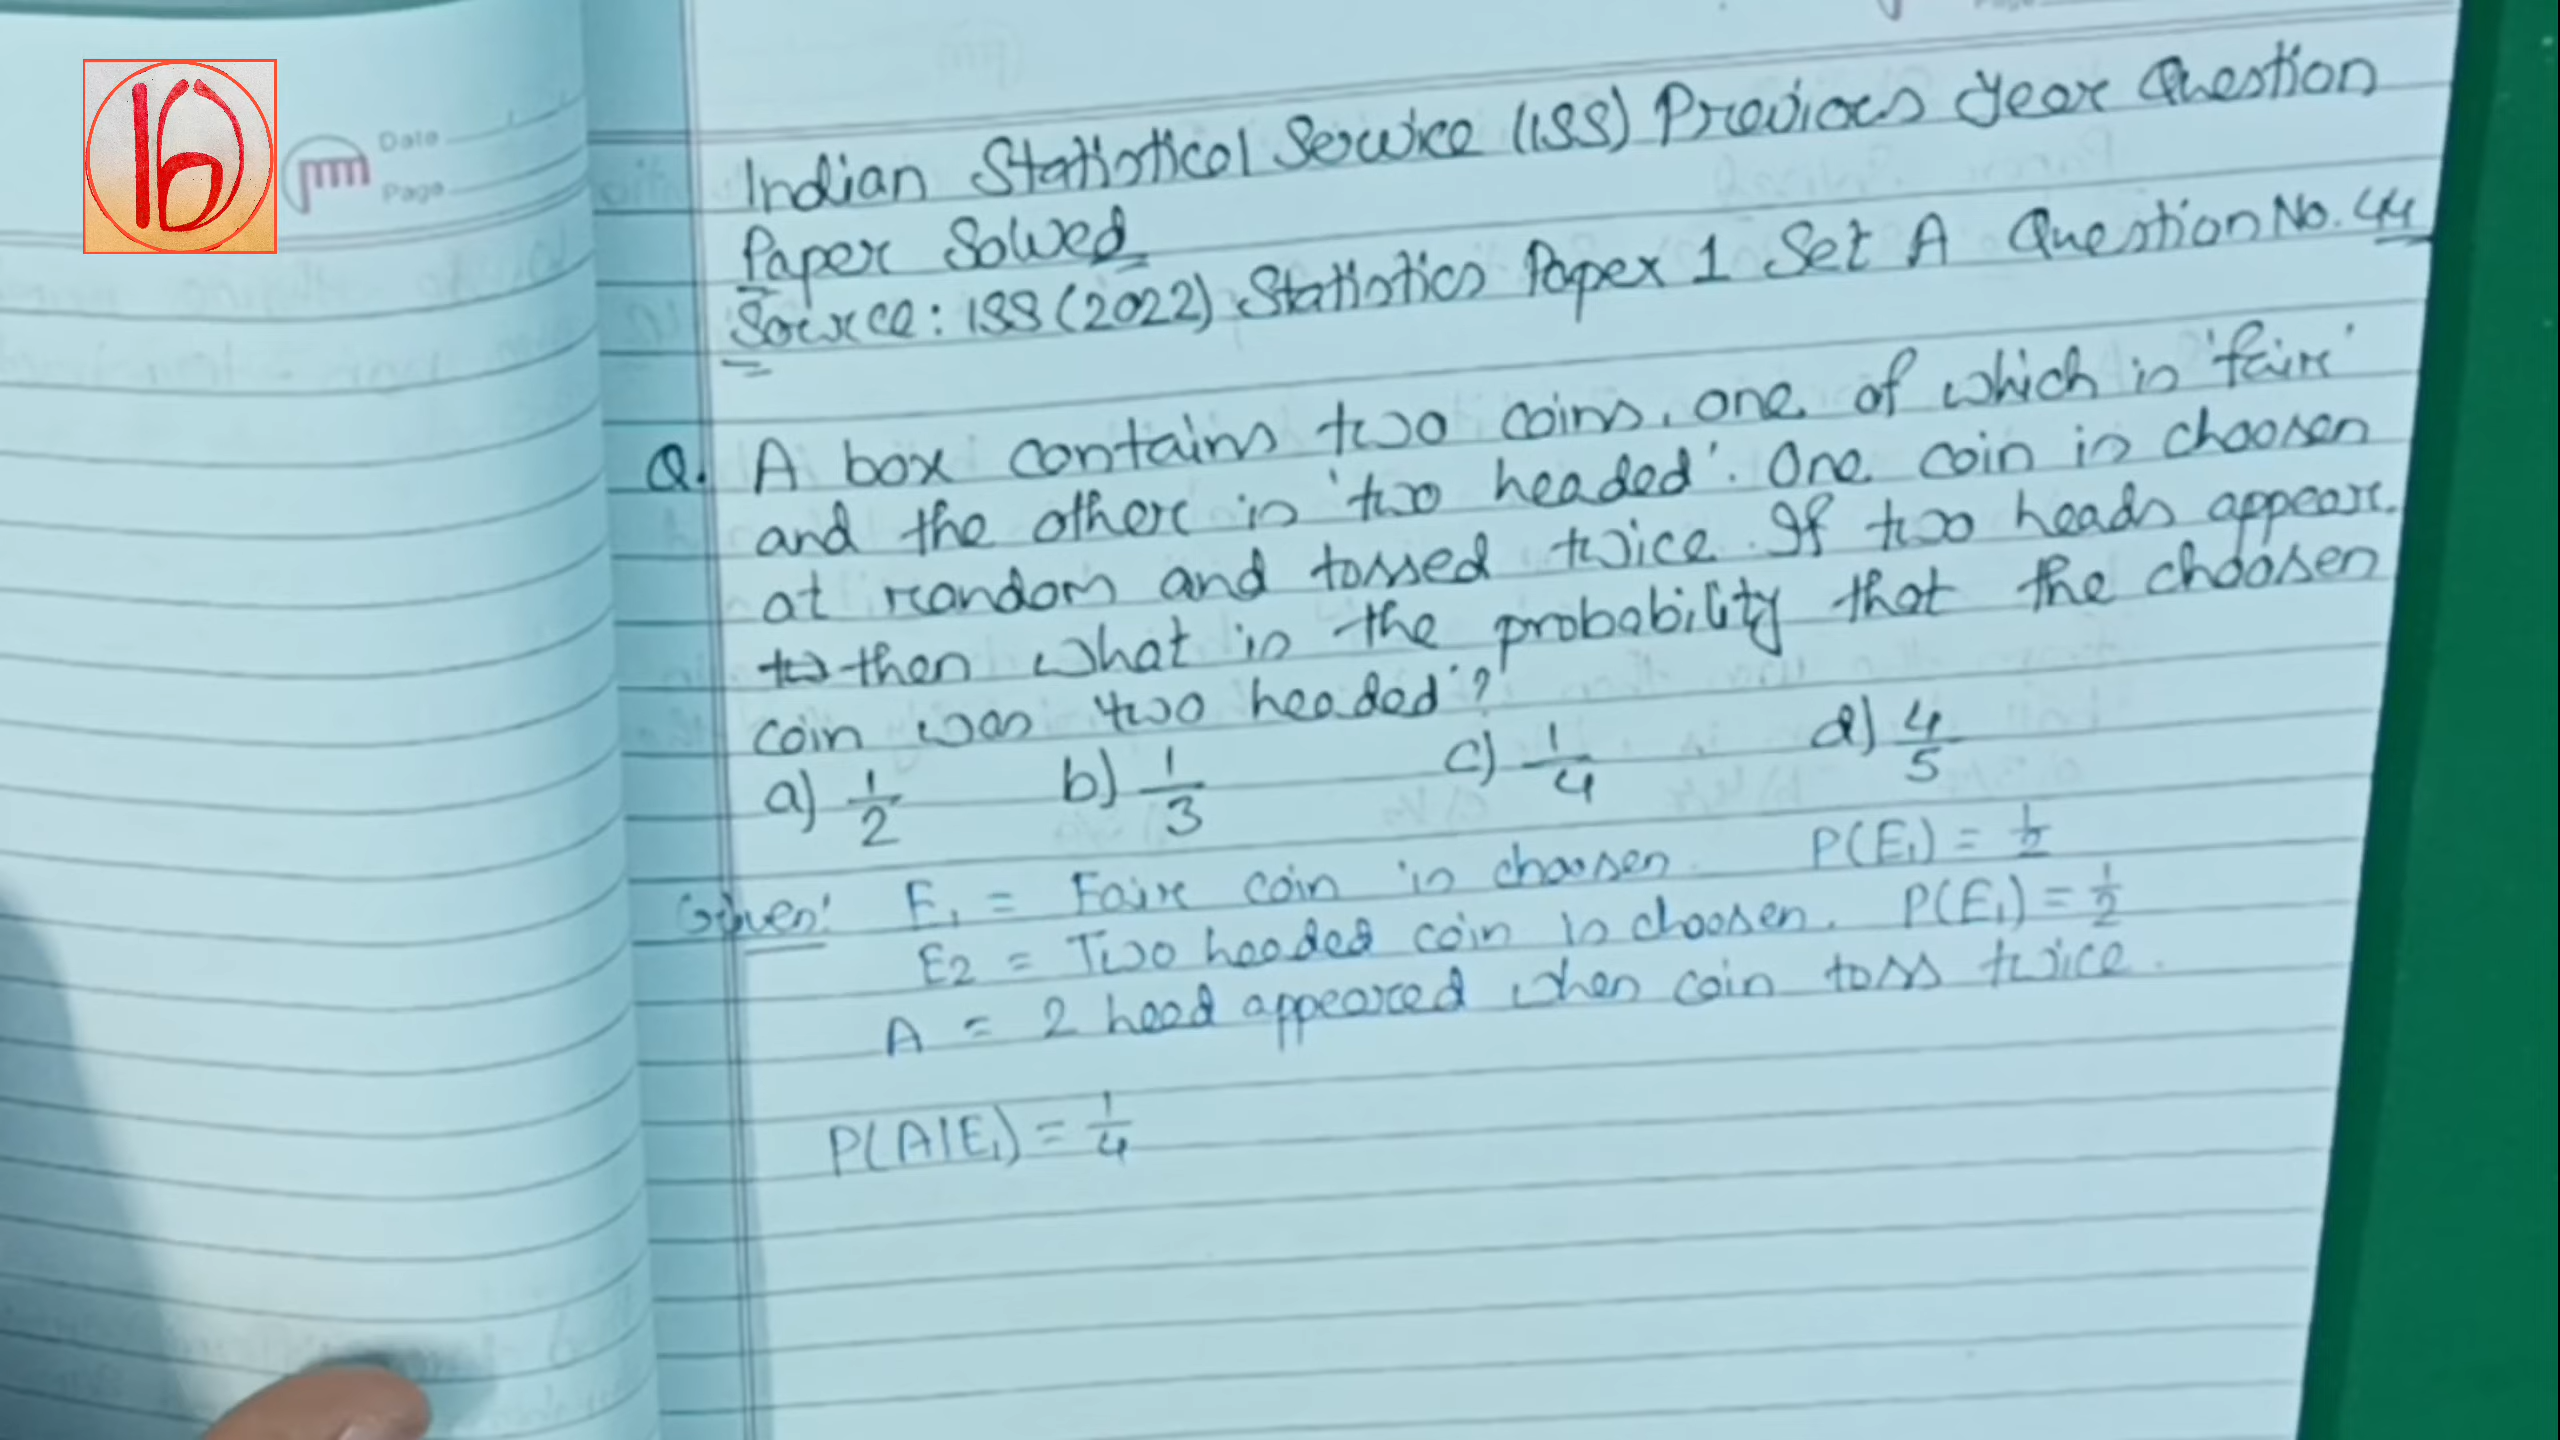 Date
Page
Indian Statistical Service (ISS) Previous Year Question
Paper Solved
Source: ISS (2022) Statistics Paper 1 Set A Question No. 44
Q. A box contains two coins, one of which is 'fair'
and the other is 'two headed'. One coin is choosen
at random and tossed twice. If two heads appear
then what is the probability that the choosen
coin was 'two headed'?
a) 1/2 b) 1/3 c) 1/4 d) 4/5
Given: E1 = Fair coin is choosen. P(E1) = 1/2
E2 = Two headed coin is choosen. P(E1) = 1/2
A = 2 head appeared when coin toss twice.
P(A|E1) = 1/4